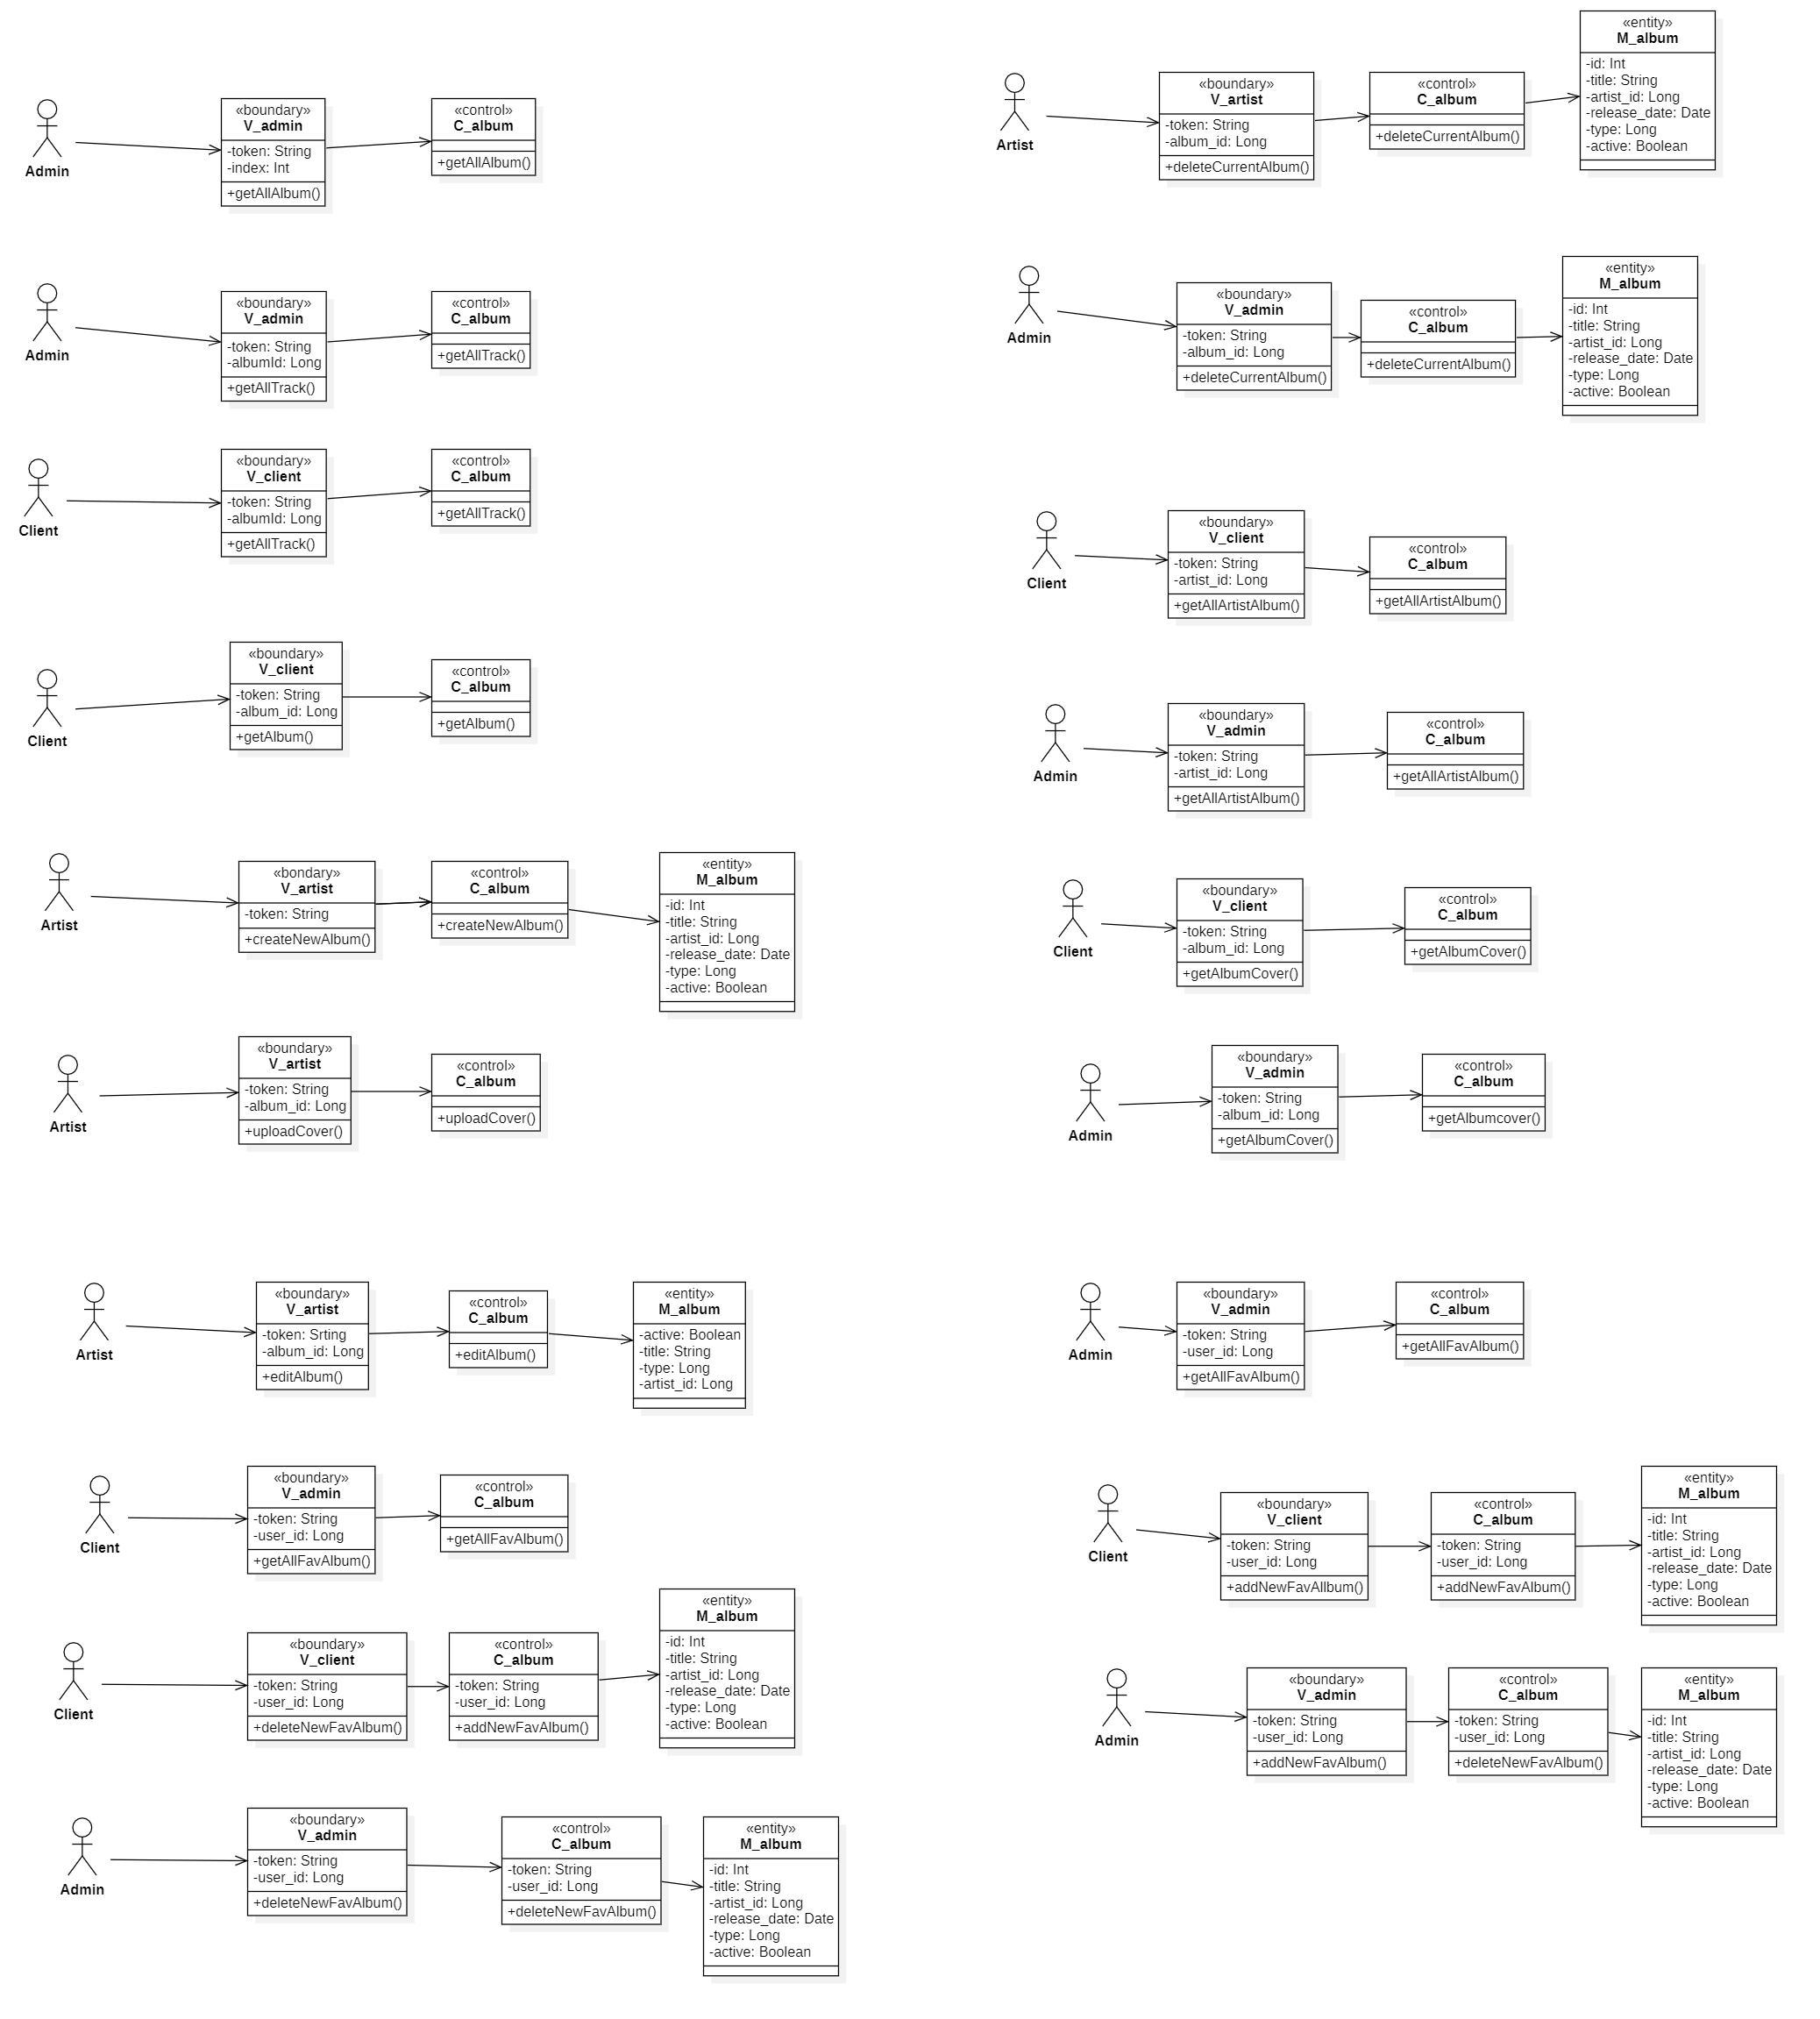 Admin
«boundary»
V_admin
-token: String
-index: Int
+getAllAlbum()
«control»
C_album
+getAllAlbum()
Admin
«boundary»
V_admin
-token: String
-albumId: Long
+getAllTrack()
«control»
C_album
+getAllTrack()
Client
«boundary»
V_client
-token: String
-albumId: Long
+getAllTrack()
«control»
C_album
+getAllTrack()
Client
«boundary»
V_client
-token: String
-album_id: Long
+getAlbum()
«control»
C_album
+getAlbum()
Artist
«bondary»
V_artist
-token: String
+createNewAlbum()
«control»
C_album
+createNewAlbum()
«entity»
M_album
-id: Int
-title: String
-artist_id: Long
-release_date: Date
-type: Long
-active: Boolean
Artist
«boundary»
V_artist
-token: String
-album_id: Long
+uploadCover()
«control»
C_album
+uploadCover()
Artist
«boundary»
V_artist
-token: Srting
-album_id: Long
+editAlbum()
«control»
C_album
+editAlbum()
«entity»
M_album
-active: Boolean
-title: String
-type: Long
-artist_id: Long
Client
«boundary»
V_admin
-token: String
-user_id: Long
+getAllFavAlbum()
«control»
C_album
+getAllFavAlbum()
Client
«boundary»
V_client
-token: String
-user_id: Long
+deleteNewFavAlbum()
«control»
C_album
-token: String
-user_id: Long
+addNewFavAlbum()
«entity»
M_album
-id: Int
-title: String
-artist_id: Long
-release_date: Date
-type: Long
-active: Boolean
Admin
«boundary»
V_admin
-token: String
-user_id: Long
+deleteNewFavAlbum()
«control»
C_album
-token: String
-user_id: Long
+deleteNewFavAlbum()
«entity»
M_album
-id: Int
-title: String
-artist_id: Long
-release_date: Date
-type: Long
-active: Boolean
Artist
«boundary»
V_artist
-token: String
-album_id: Long
+deleteCurrentAlbum()
«control»
C_album
+deleteCurrentAlbum()
«entity»
M_album
-id: Int
-title: String
-artist_id: Long
-release_date: Date
-type: Long
-active: Boolean
Admin
«boundary»
V_admin
-token: String
-album_id: Long
+deleteCurrentAlbum()
«control»
C_album
+deleteCurrentAlbum()
«entity»
M_album
-id: Int
-title: String
-artist_id: Long
-release_date: Date
-type: Long
-active: Boolean
Client
«boundary»
V_client
-token: String
-artist_id: Long
+getAllArtistAlbum()
«control»
C_album
+getAllArtistAlbum()
Admin
«boundary»
V_admin
-token: String
-artist_id: Long
+getAllArtistAlbum()
«control»
C_album
+getAllArtistAlbum()
Client
«boundary»
V_client
-token: String
-album_id: Long
+getAlbumCover()
«control»
C_album
+getAlbumCover()
Admin
«boundary»
V_admin
-token: String
-album_id: Long
+getAlbumCover()
«control»
C_album
+getAlbumcover()
Admin
«boundary»
V_admin
-token: String
-user_id: Long
+getAllFavAlbum()
«control»
C_album
+getAllFavAlbum()
Client
«boundary»
V_client
-token: String
-user_id: Long
+addNewFavAllbum()
«control»
C_album
-token: String
-user_id: Long
+addNewFavAlbum()
«entity»
M_album
-id: Int
-title: String
-artist_id: Long
-release_date: Date
-type: Long
-active: Boolean
Admin
«boundary»
V_admin
-token: String
-user_id: Long
+addNewFavAlbum()
«control»
C_album
-token: String
-user_id: Long
+deleteNewFavAlbum()
«entity»
M_album
-id: Int
-title: String
-artist_id: Long
-release_date: Date
-type: Long
-active: Boolean